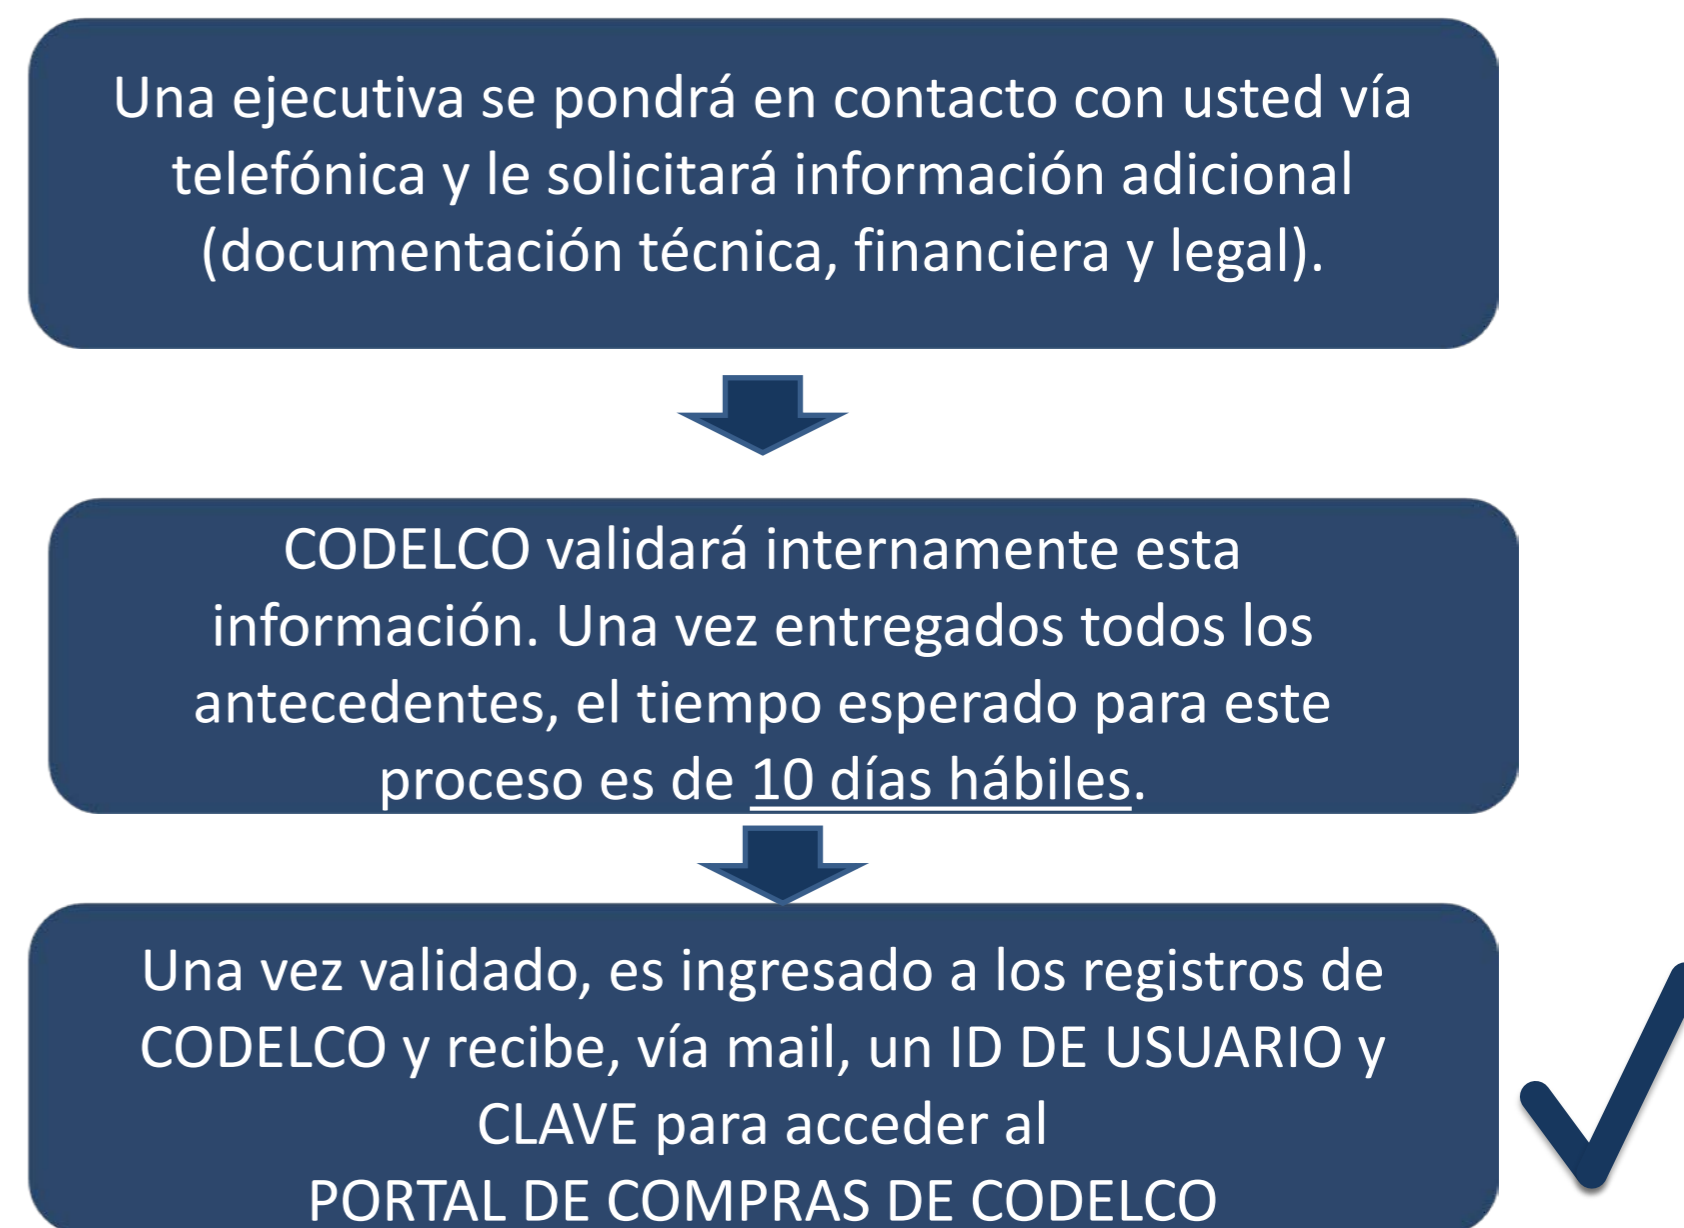 Una ejecutiva se pondrá en contacto con usted vía
telefónica y le solicitará información adicional
(documentación técnica, financiera y legal).
CODELCO validará internamente esta
información. Una vez entregados todos los
antecedentes, el tiempo esperado para este
proceso es de 10 días hábiles.
Una vez validado, es ingresado a los registros de
CODELCO y recibe, vía mail, un ID DE USUARIO y
CLAVE para acceder al
PORTAL DE COMPRAS DE CODELCO